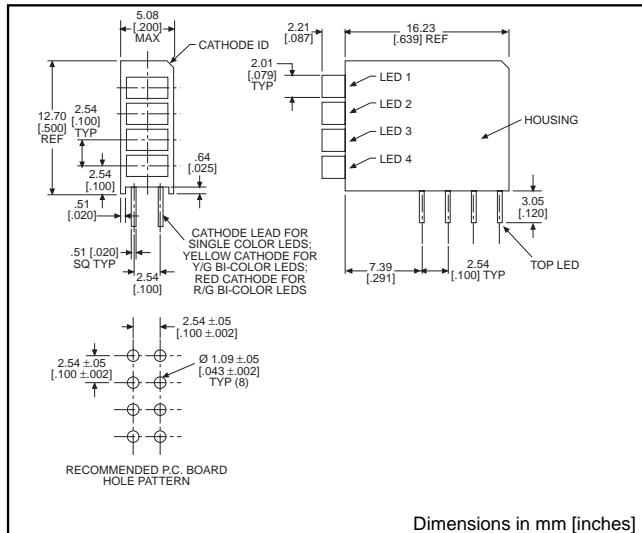 5.08
[.200]
MAX
CATHODE ID
12.70
[.500]
REF
2.54
[.100]
TYP
2.54
[.100]
.51
[.020]
.64
[.025]
.51 [.020]
SQ TYP
2.54
[.100]
CATHODE LEAD FOR
SINGLE COLOR LEDS;
YELLOW CATHODE FOR
Y/G BI-COLOR LEDS;
RED CATHODE FOR
R/G BI-COLOR LEDS
2.21
[.087]
16.23
[.639] REF
2.01
[.079]
TYP
LED 1
LED 2
LED 3
LED 4
HOUSING
3.05
[.120]
TOP LED
7.39
[.291]
2.54
[.100] TYP
2.54 ±.05
[.100 ±.002]
2.54 ±.05
[.100 ±.002]
Ø 1.09 ±.05
[.043 ±.002]
TYP (8)
RECOMMENDED P.C. BOARD
HOLE PATTERN
Dimensions in mm [inches]